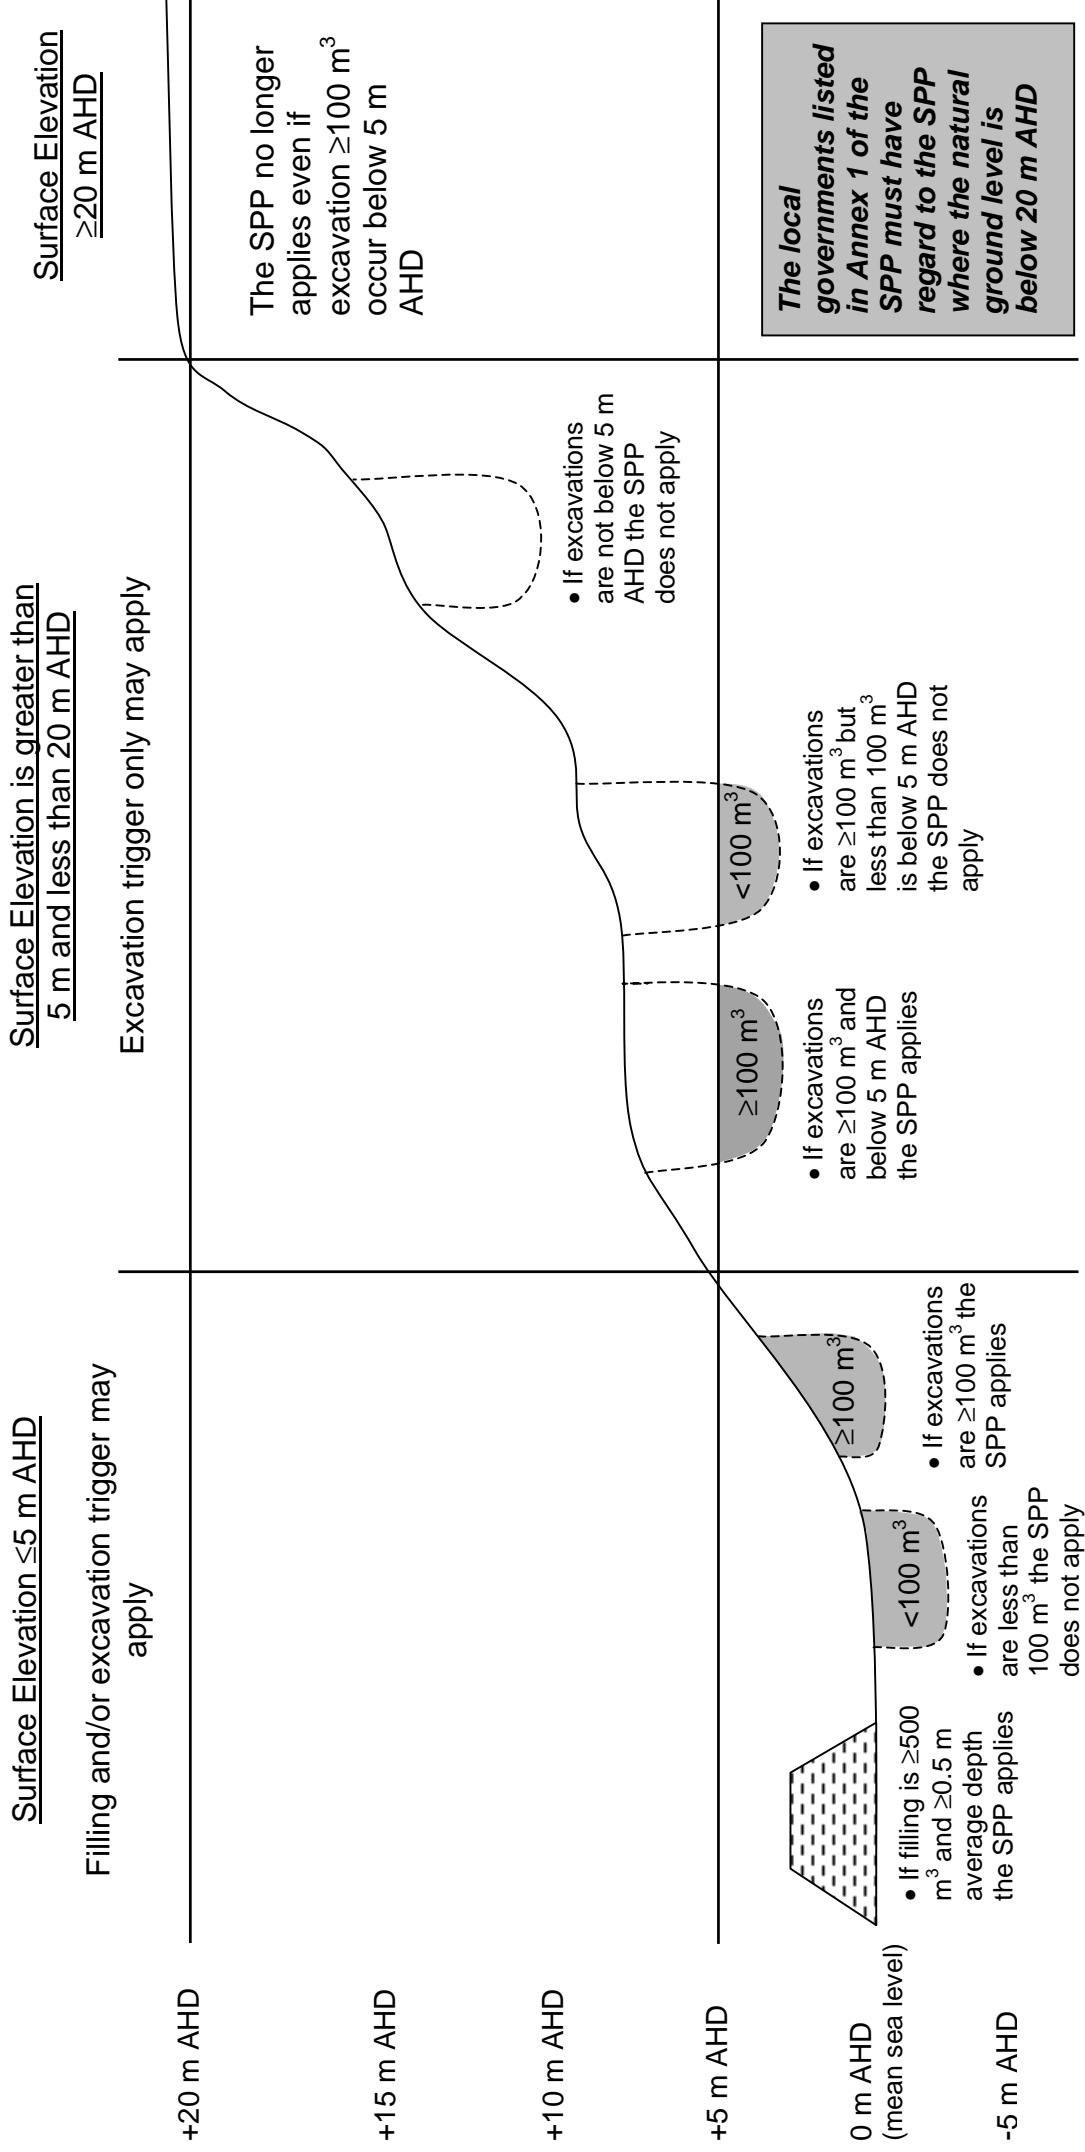 Surface Elevation ≤5 m AHD
Filling and/or excavation trigger may
apply
Surface Elevation is greater than
5 m and less than 20 m AHD
Excavation trigger only may apply
Surface Elevation
≥20 m AHD
+20 m AHD
+15 m AHD
+10 m AHD
+5 m AHD
0 m AHD
(mean sea level)
-5 m AHD
• If filling is ≥500
m³ and ≥0.5 m
average depth
the SPP applies
<100 m³
• If excavations
are less than
100 m³ the SPP
does not apply
≥100 m³
• If excavations
are ≥100 m³ the
SPP applies
≥100 m³
• If excavations
are ≥100 m³ and
below 5 m AHD
the SPP applies
<100 m³
• If excavations
are ≥100 m³ but
less than 100 m³
is below 5 m AHD
the SPP does not
apply
• If excavations
are not below 5 m
AHD the SPP
does not apply
The SPP no longer
applies even if
excavation ≥100 m³
occur below 5 m
AHD
The local
governments listed
in Annex 1 of the
SPP must have
regard to the SPP
where the natural
ground level is
below 20 m AHD